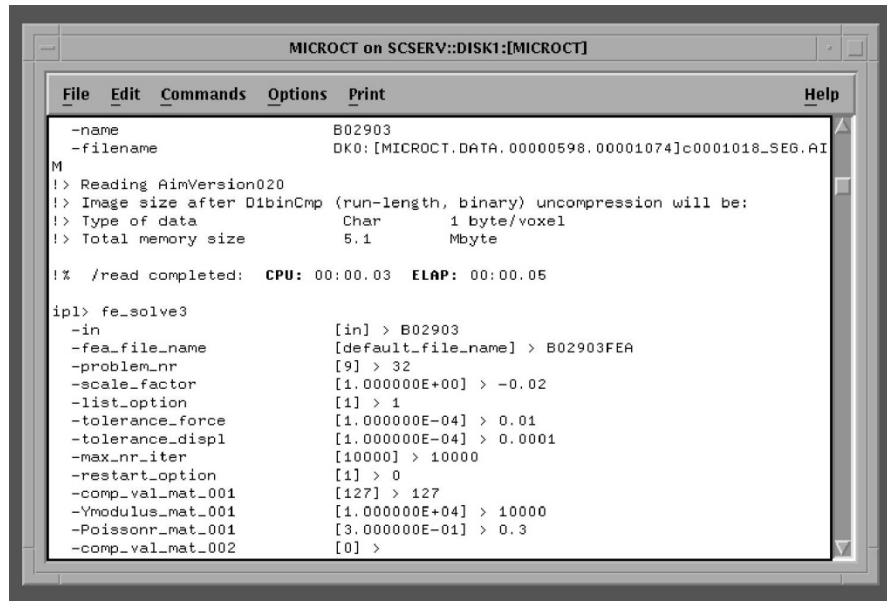 MICROCT on SCSERV::DISK1:[MICROCT]
File Edit Commands Options Print Help
-name B02903
-filename DK0:[MICROCT.DATA.00000598.00001074]c0001018_SEG.AI
M
!> Reading AimVersion020
!> Image size after D1binCmp (run-length, binary) uncompression will be:
!> Type of data Char 1 byte/voxel
!> Total memory size 5.1 Mbyte
!% /read completed: CPU: 00:00.03 ELAP: 00:00.05
ipl> fe_solve3
-in [in] > B02903
-fea_file_name [default_file_name] > B02903FEA
-problem_nr [9] > 32
-scale_factor [1.000000E+00] > -0.02
-list_option [1] > 1
-tolerance_force [1.000000E-04] > 0.01
-tolerance_displ [1.000000E-04] > 0.0001
-max_nr_iter [10000] > 10000
-restart_option [1] > 0
-comp_val_mat_001 [127] > 127
-Ymodulus_mat_001 [1.000000E+04] > 10000
-Poissonr_mat_001 [3.000000E-01] > 0.3
-comp_val_mat_002 [0] >